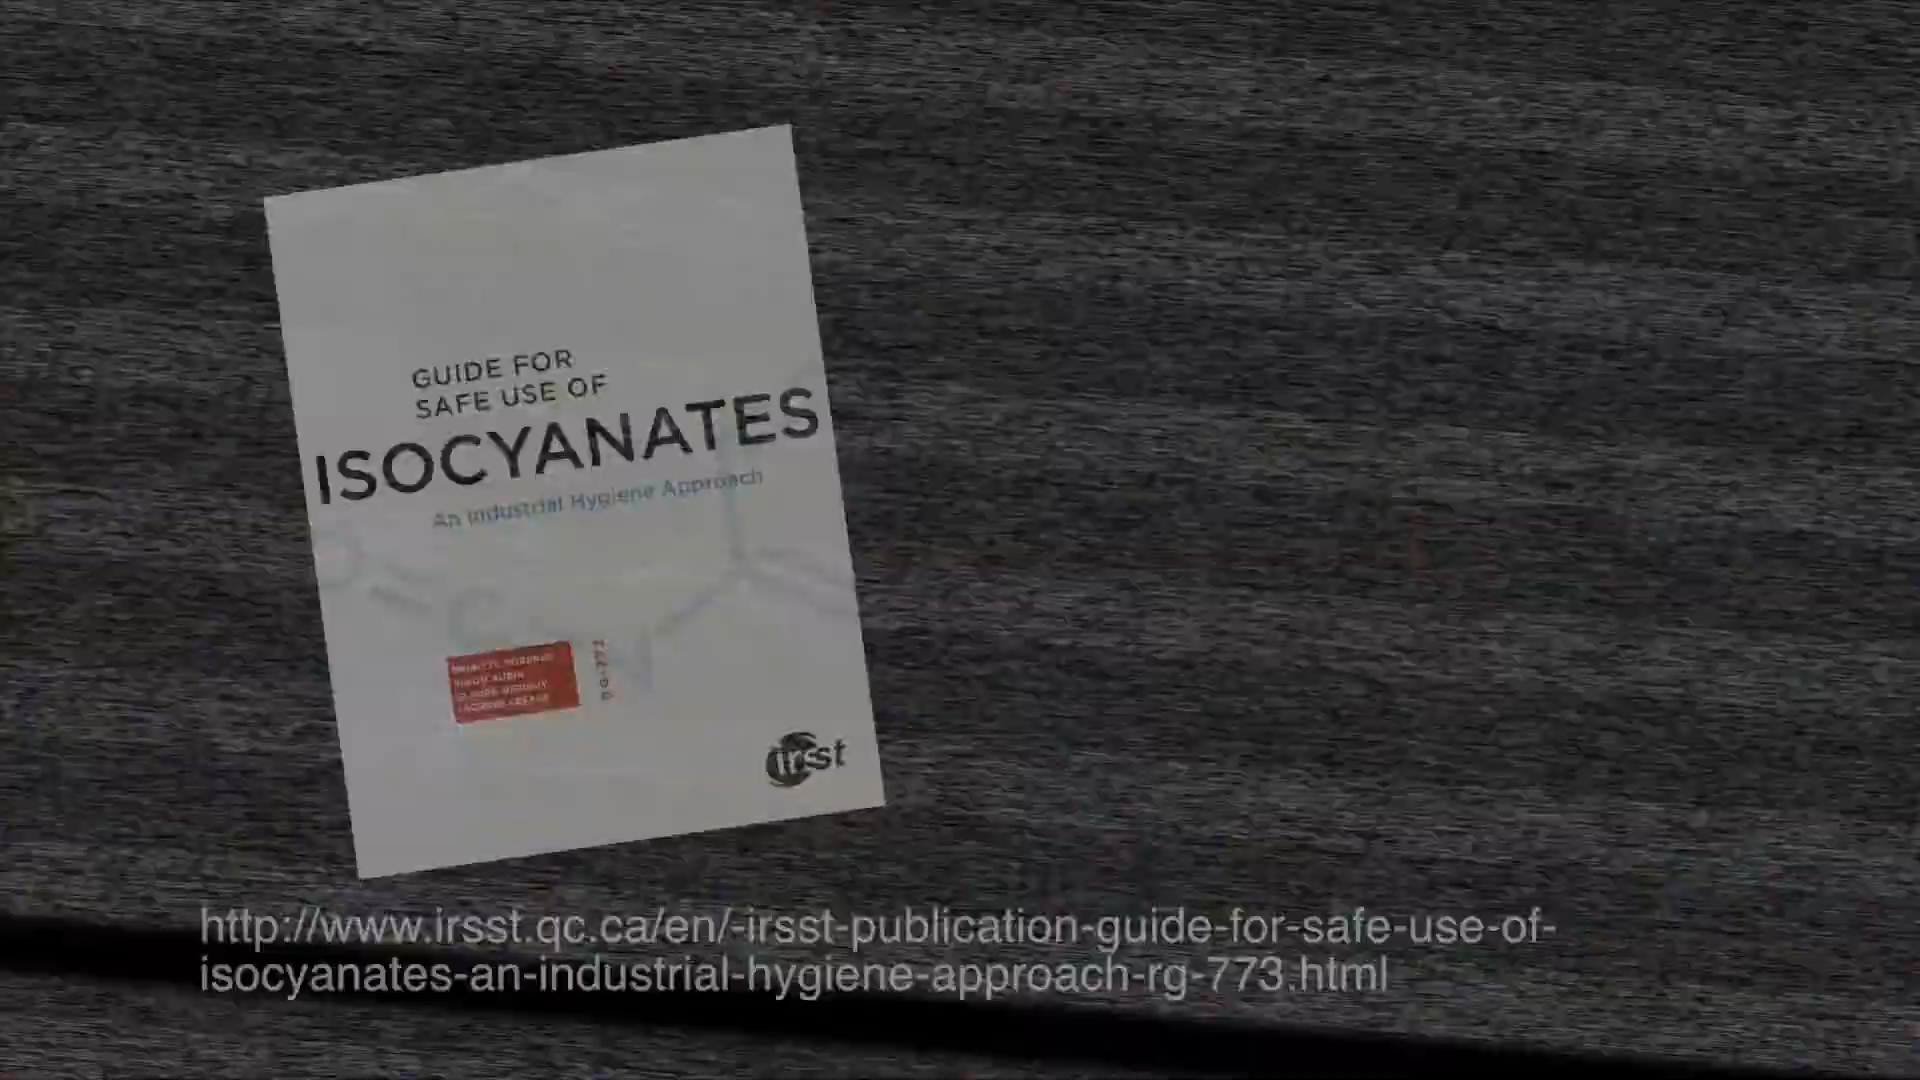 GUIDE FOR
SAFE USE OF
ISOCYANATES
An Industrial Hygiene Approach
irsst
http://www.irsst.qc.ca/en/-irsst-publication-guide-for-safe-use-of-
isocyanates-an-industrial-hygiene-approach-rg-773.html